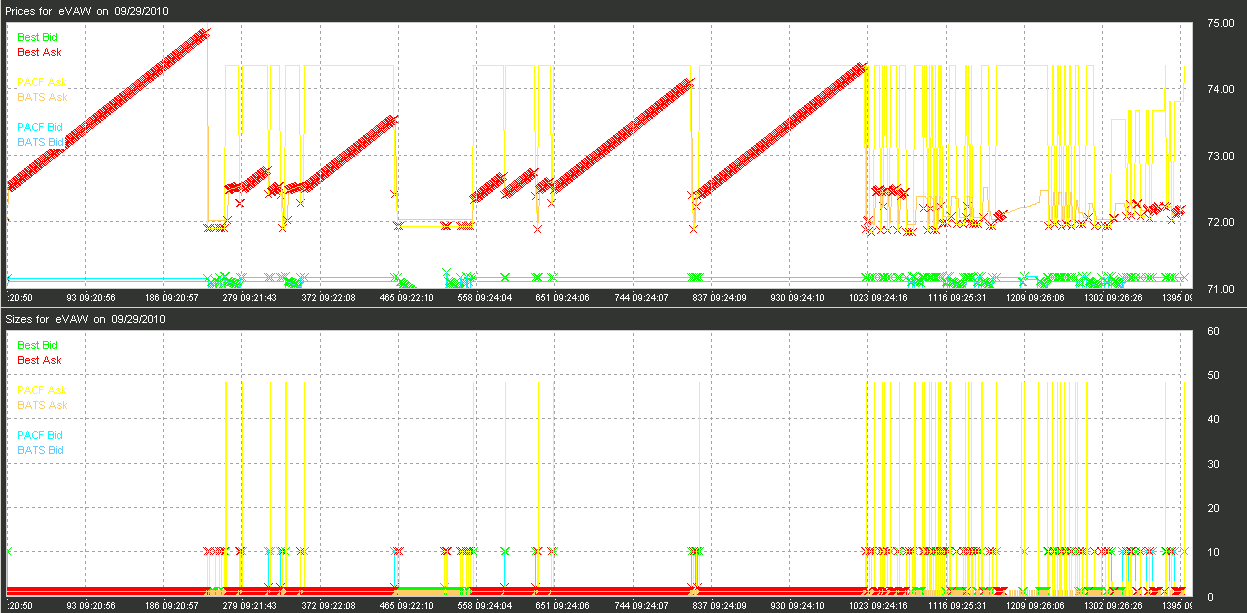 Prices for eVAW on 09/29/2010
75.00
Best Bid
Best Ask
PACF Ask
BATS Ask
74.00
PACF Bid
BATS Bid
73.00
72.00
71.00
:20:50 93 09:20:56 186 09:20:57 279 09:21:43 372 09:22:08 465 09:22:10 558 09:24:04 651 09:24:06 744 09:24:07 837 09:24:09 930 09:24:10 1023 09:24:16 1116 09:25:31 1209 09:26:06 1302 09:26:26 1395 09
Sizes for eVAW on 09/29/2010
60
Best Bid
Best Ask
50
PACF Ask
BATS Ask
40
PACF Bid
BATS Bid
30
20
10
0
:20:50 93 09:20:56 186 09:20:57 279 09:21:43 372 09:22:08 465 09:22:10 558 09:24:04 651 09:24:06 744 09:24:07 837 09:24:09 930 09:24:10 1023 09:24:16 1116 09:25:31 1209 09:26:06 1302 09:26:26 1395 09